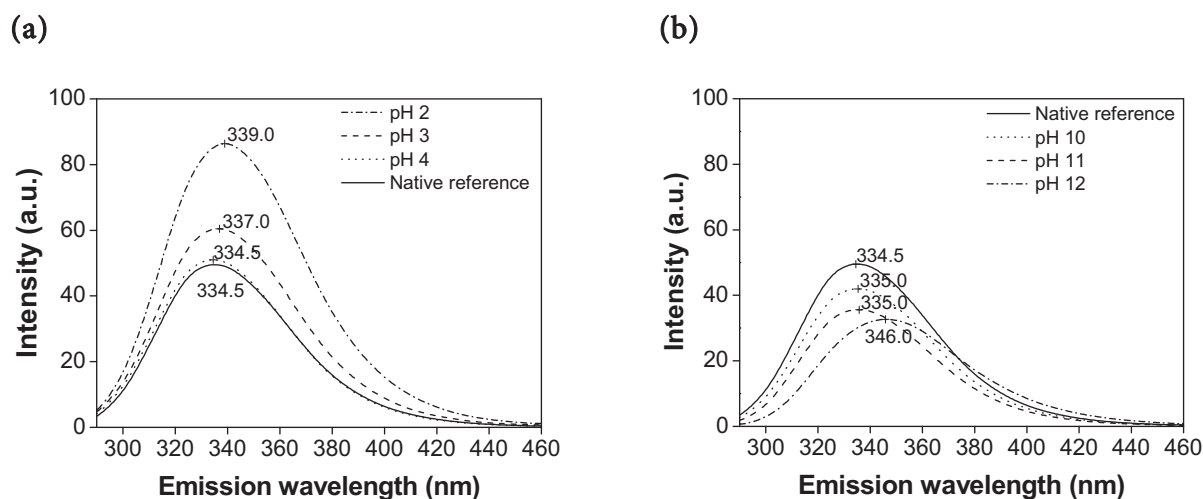 (a)
100
80
60
40
20
0
Intensity (a.u.)
339.0
337.0
334.5
334.5
pH 2
pH 3
pH 4
Native reference
300 320 340 360 380 400 420 440 460
Emission wavelength (nm)
(b)
100
80
60
40
20
0
Intensity (a.u.)
334.5
335.0
335.0
346.0
Native reference
pH 10
pH 11
pH 12
300 320 340 360 380 400 420 440 460
Emission wavelength (nm)